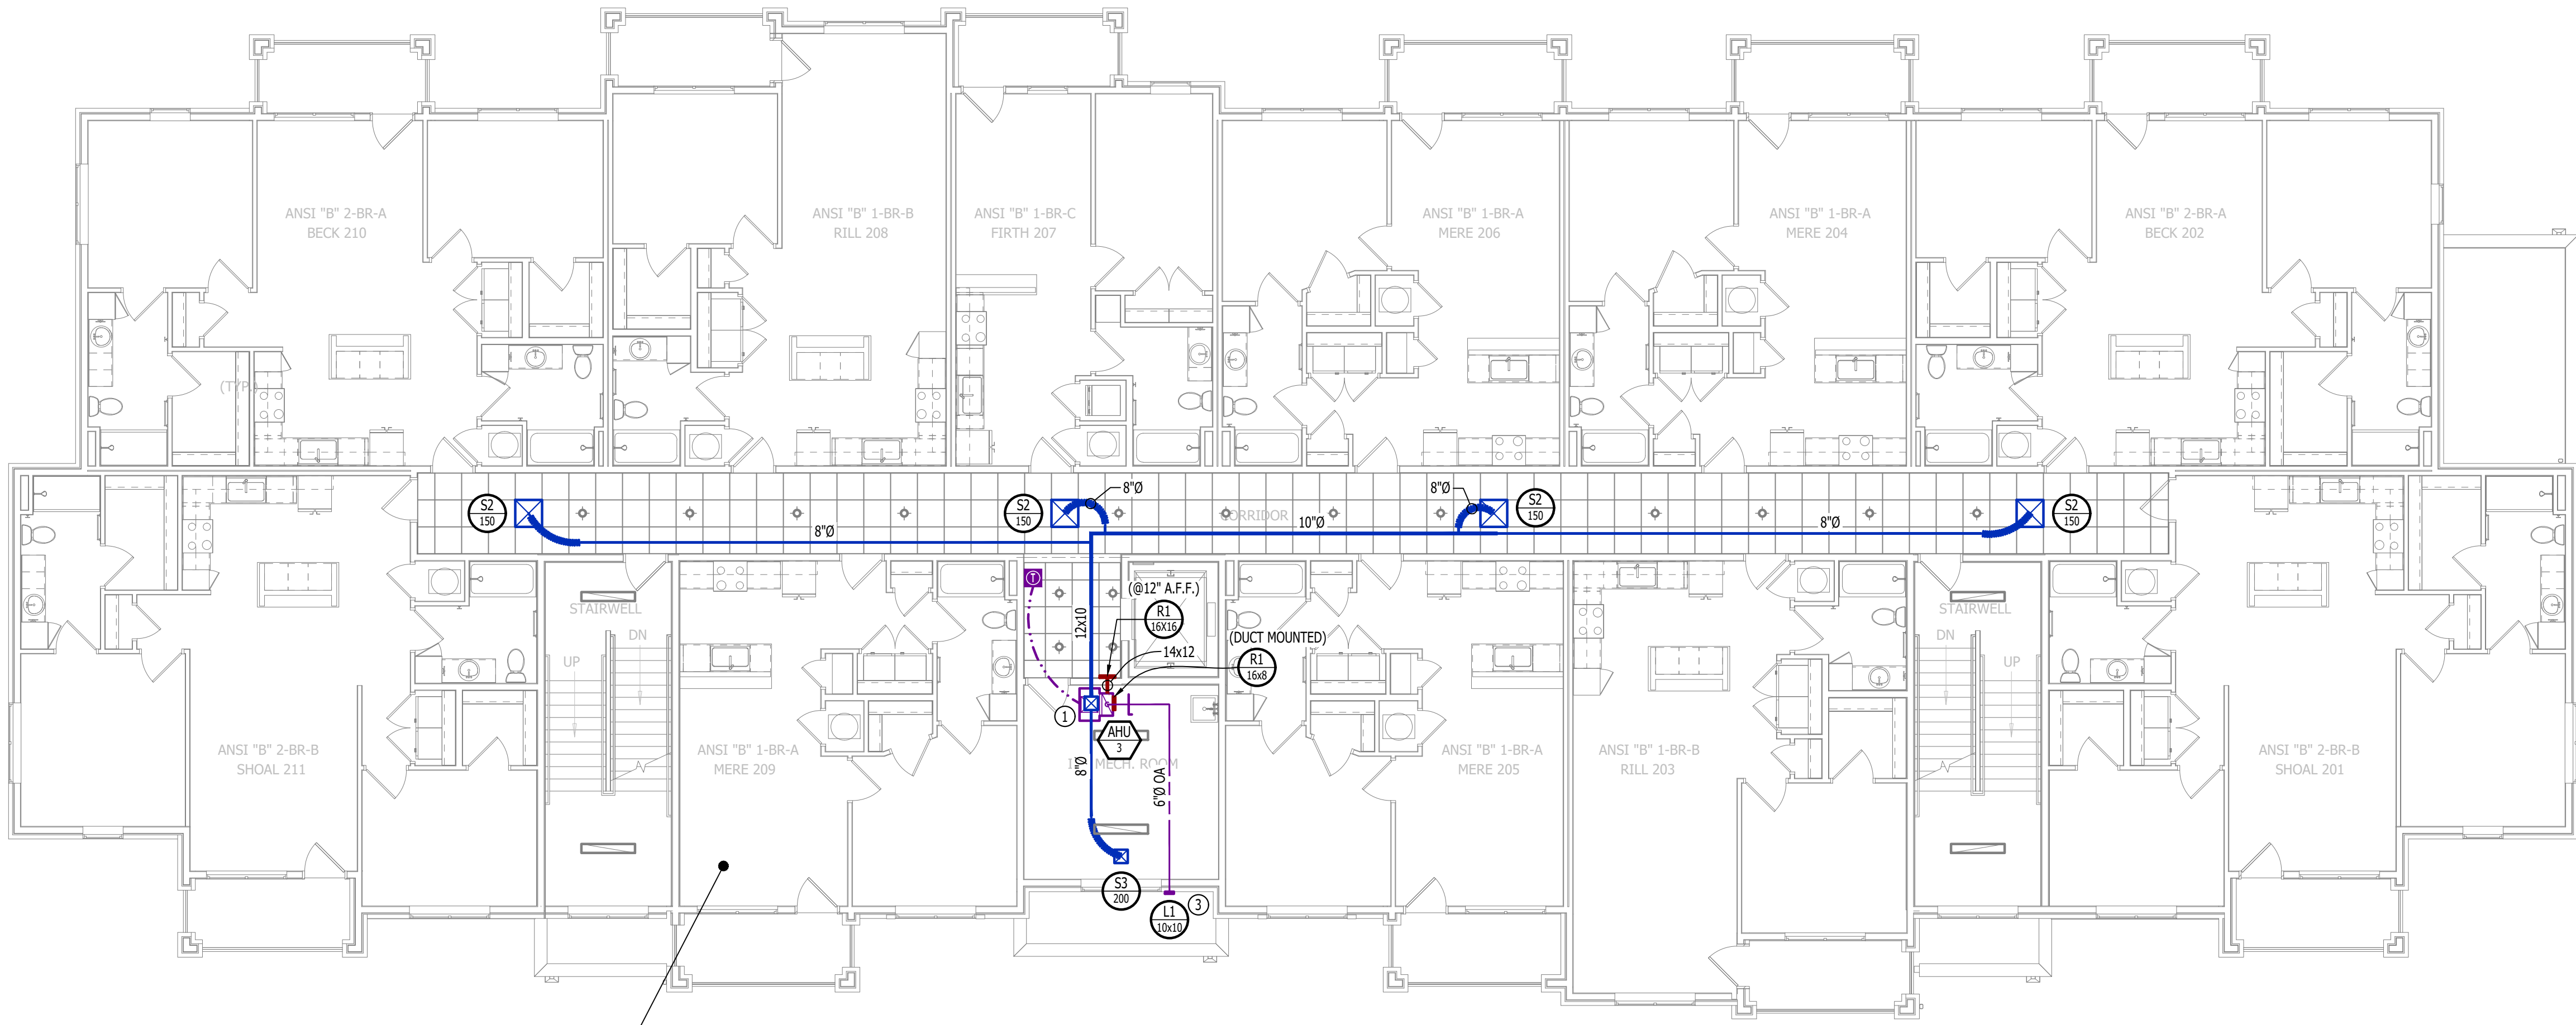 ANSI "B" 2-BR-A
BECK 210
ANSI "B" 1-BR-B
RILL 208
ANSI "B" 1-BR-C
FIRTH 207
ANSI "B" 1-BR-A
MERE 206
ANSI "B" 1-BR-A
MERE 204
ANSI "B" 2-BR-A
BECK 202
(TYP.)
S2
150
8"Ø
S2
150
8"Ø
CORRIDOR
10"Ø
8"Ø
S2
150
8"Ø
S2
150
STAIRWELL
DN
UP
T
12x10
(@12" A.F.F.)
R1
16X16
14x12
(DUCT MOUNTED)
R1
16x8
STAIRWELL
DN
UP
1
AHU
3
MECH. ROOM
8"Ø
6"Ø OA
ANSI "B" 2-BR-B
SHOAL 211
ANSI "B" 1-BR-A
MERE 209
ANSI "B" 1-BR-A
MERE 205
ANSI "B" 1-BR-B
RILL 203
ANSI "B" 2-BR-B
SHOAL 201
S3
200
L1
10x10
3